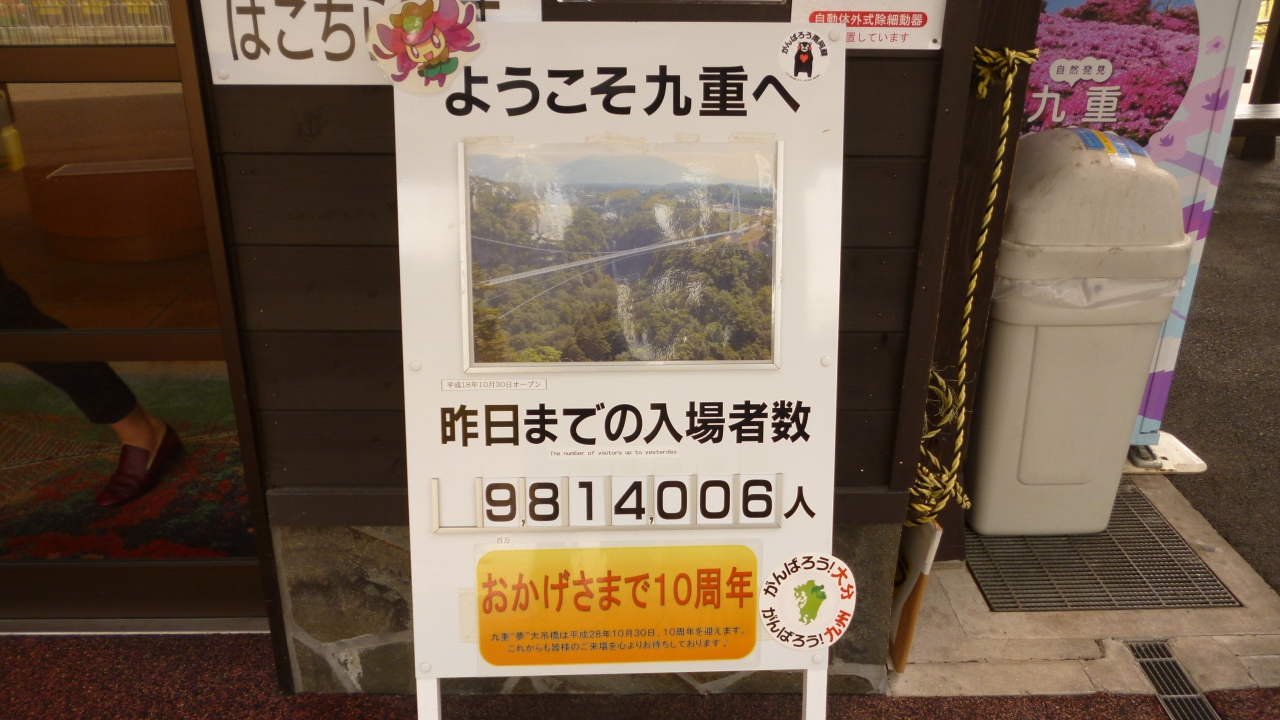 はこち
自動体外式除細動器
置しています
がんばろう南阿蘇
ようこそ九重へ
自然発見
九重
平成18年10月30日オープン
昨日までの入場者数
The number of visitors up to yesterday
9,814,006人
百万
おかげさまで10周年
九重“夢”大吊橋は平成28年10月30日、10周年を迎えます。
これからも皆様のご来場を心よりお待ちしております。
がんばろう!大分
がんばろう!九州